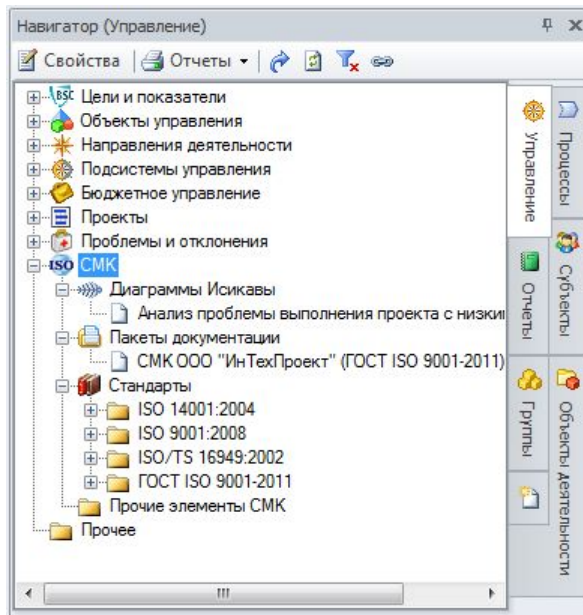 Навигатор (Управление)
Свойства Отчеты
BSC Цели и показатели
Объекты управления
Направления деятельности
Подсистемы управления
Бюджетное управление
Проекты
Проблемы и отклонения
ISO СМК
Диаграммы Исикавы
Анализ проблемы выполнения проекта с низки
Пакеты документации
СМК ООО "ИнТехПроект" (ГОСТ ISO 9001-2011)
Стандарты
ISO 14001:2004
ISO 9001:2008
ISO/TS 16949:2002
ГОСТ ISO 9001-2011
Прочие элементы СМК
Прочее
Управление
Отчеты
Группы
Процессы
Субъекты
Объекты деятельности